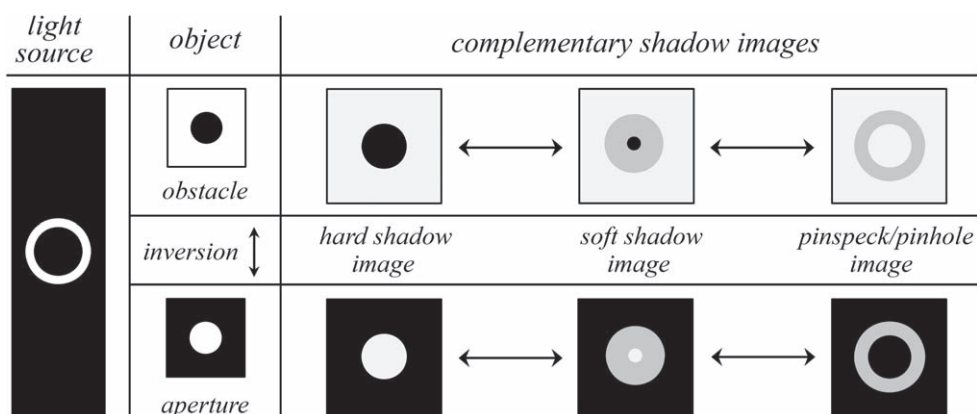 light
source
object
complementary shadow images
obstacle
inversion
hard shadow
image
soft shadow
image
pinspeck/pinhole
image
aperture